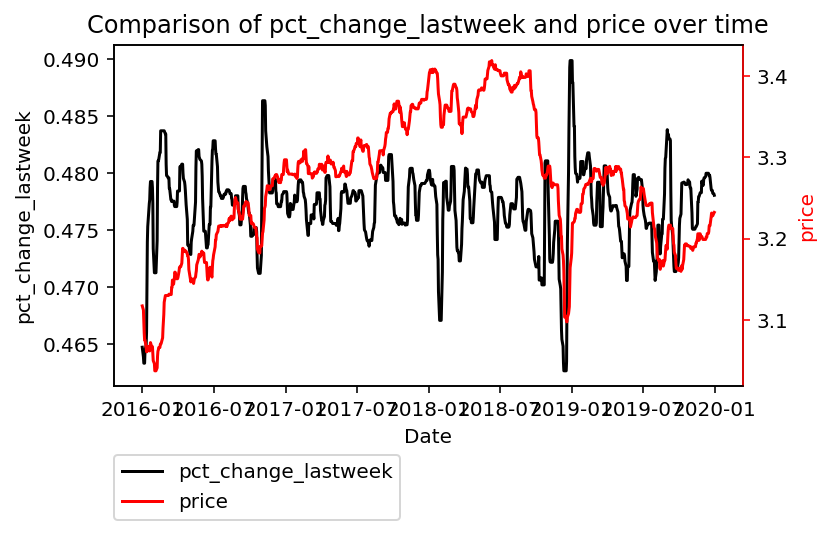 Comparison of pct_change_lastweek and price over time
pct_change_lastweek
0.490
0.485
0.480
0.475
0.470
0.465
3.4
3.3
3.2
3.1
price
2016-01 2016-07 2017-01 2017-07 2018-01 2018-07 2019-01 2019-07 2020-01
Date
pct_change_lastweek
price